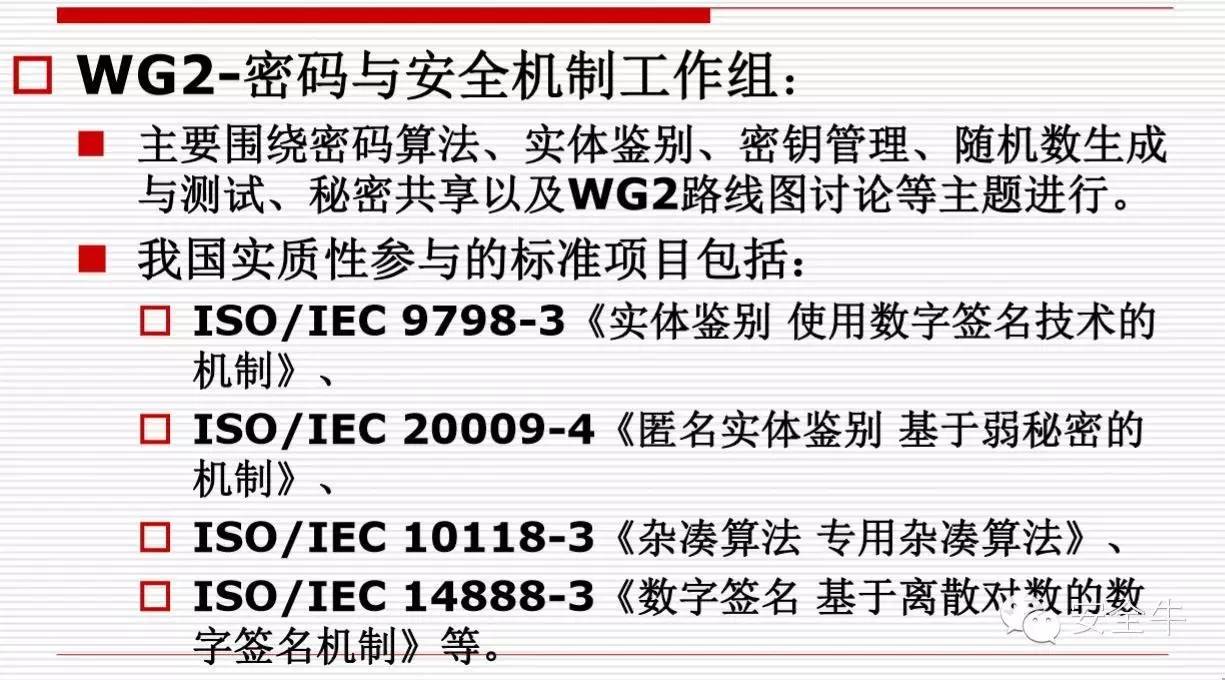 WG2-密码与安全机制工作组：
主要围绕密码算法、实体鉴别、密钥管理、随机数生成
与测试、秘密共享以及WG2路线图讨论等主题进行。
我国实质性参与的标准项目包括：
ISO/IEC 9798-3《实体鉴别 使用数字签名技术的
机制》、
ISO/IEC 20009-4《匿名实体鉴别 基于弱秘密的
机制》、
ISO/IEC 10118-3《杂凑算法 专用杂凑算法》、
ISO/IEC 14888-3《数字签名 基于离散对数的数
字签名机制》等。
安全牛